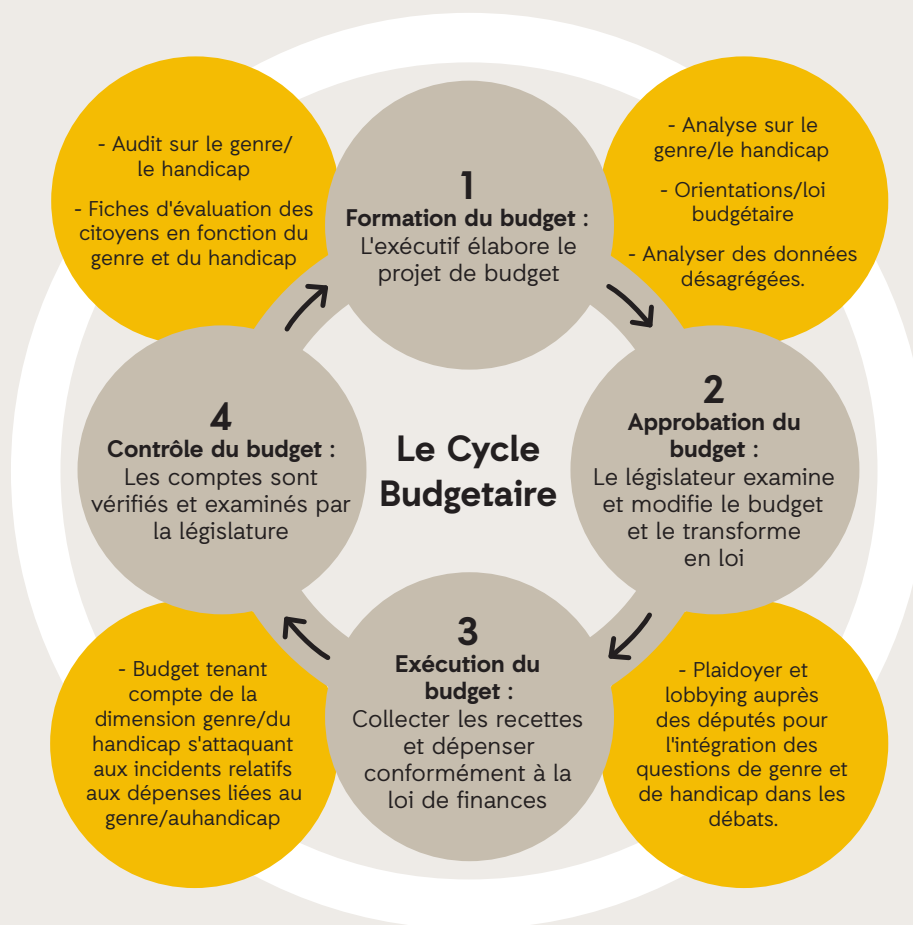 - Audit sur le genre/
le handicap
- Fiches d'évaluation des
citoyens en fonction du
genre et du handicap
1
Formation du budget :
L'exécutif élabore le
projet de budget
- Analyse sur le
genre/le handicap
- Orientations/loi
budgétaire
- Analyser des données
désagrégées.
4
Contrôle du budget :
Les comptes sont
vérifiés et examinés par
la législature
Le Cycle
Budgetaire
2
Approbation du
budget :
Le législateur examine
et modifie le budget
et le transforme
en loi
- Budget tenant
compte de la
dimension genre/du
handicap s'attaquant
aux incidents relatifs
aux dépenses liées au
genre/auhandicap
3
Exécution du
budget :
Collecter les recettes
et dépenser
conformément à la
loi de finances
- Plaidoyer et
lobbying auprès
des députés pour
l'intégration des
questions de genre et
de handicap dans les
débats.